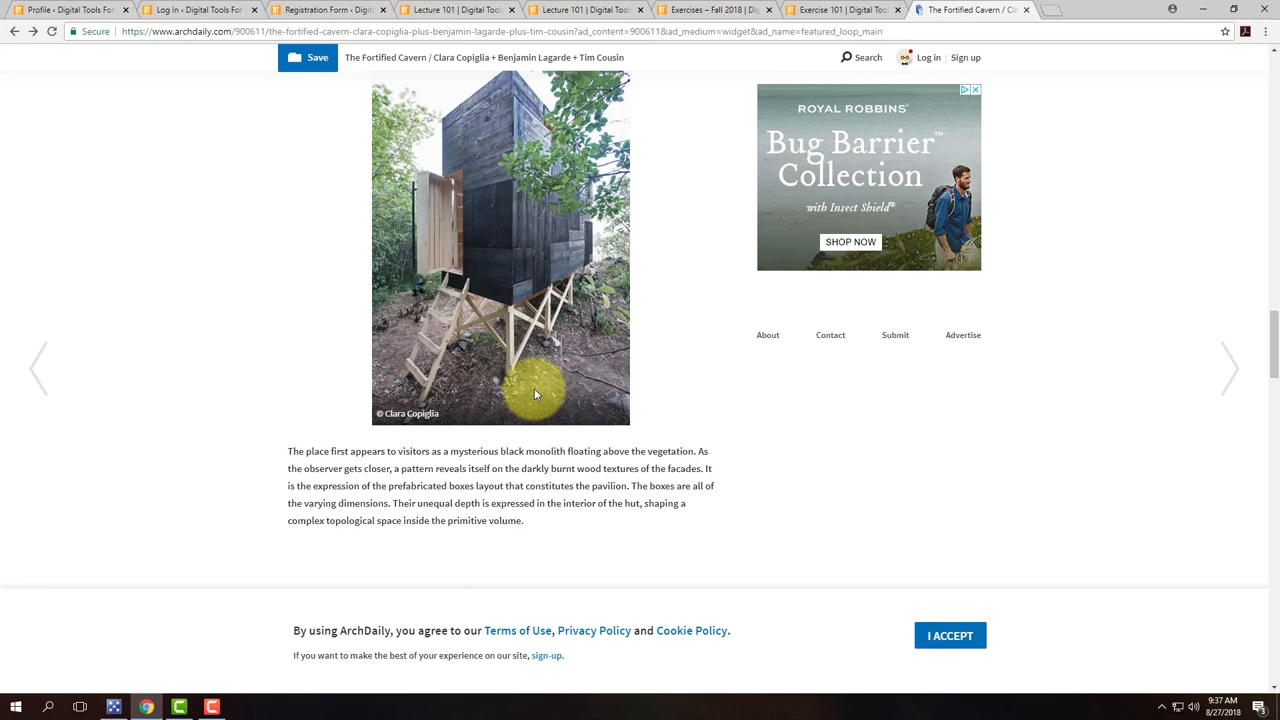 Profile ‹ Digital Tools For
Log In ‹ Digital Tools For A
Registration Form ‹ Digital
Lecture 101 | Digital Tools
Lecture 101 | Digital Tools
Exercises – Fall 2018 | Dig
Exercise 101 | Digital Tool
The Fortified Cavern / Cla
Secure
https://www.archdaily.com/900611/the-fortified-cavern-clara-copiglia-plus-benjamin-lagarde-plus-tim-cousin?ad_content=900611&ad_medium=widget&ad_name=featured_loop_main
Save
The Fortified Cavern / Clara Copiglia + Benjamin Lagarde + Tim Cousin
Search
Log in
Sign up
ROYAL ROBBINS®
Bug Barrier™
Collection
with Insect Shield®
SHOP NOW
About
Contact
Submit
Advertise
© Clara Copiglia
The place first appears to visitors as a mysterious black monolith floating above the vegetation. As
the observer gets closer, a pattern reveals itself on the darkly burnt wood textures of the facades. It
is the expression of the prefabricated boxes layout that constitutes the pavilion. The boxes are all of
the varying dimensions. Their unequal depth is expressed in the interior of the hut, shaping a
complex topological space inside the primitive volume.
By using ArchDaily, you agree to our Terms of Use, Privacy Policy and Cookie Policy.
I ACCEPT
If you want to make the best of your experience on our site, sign-up.
9:37 AM
8/27/2018